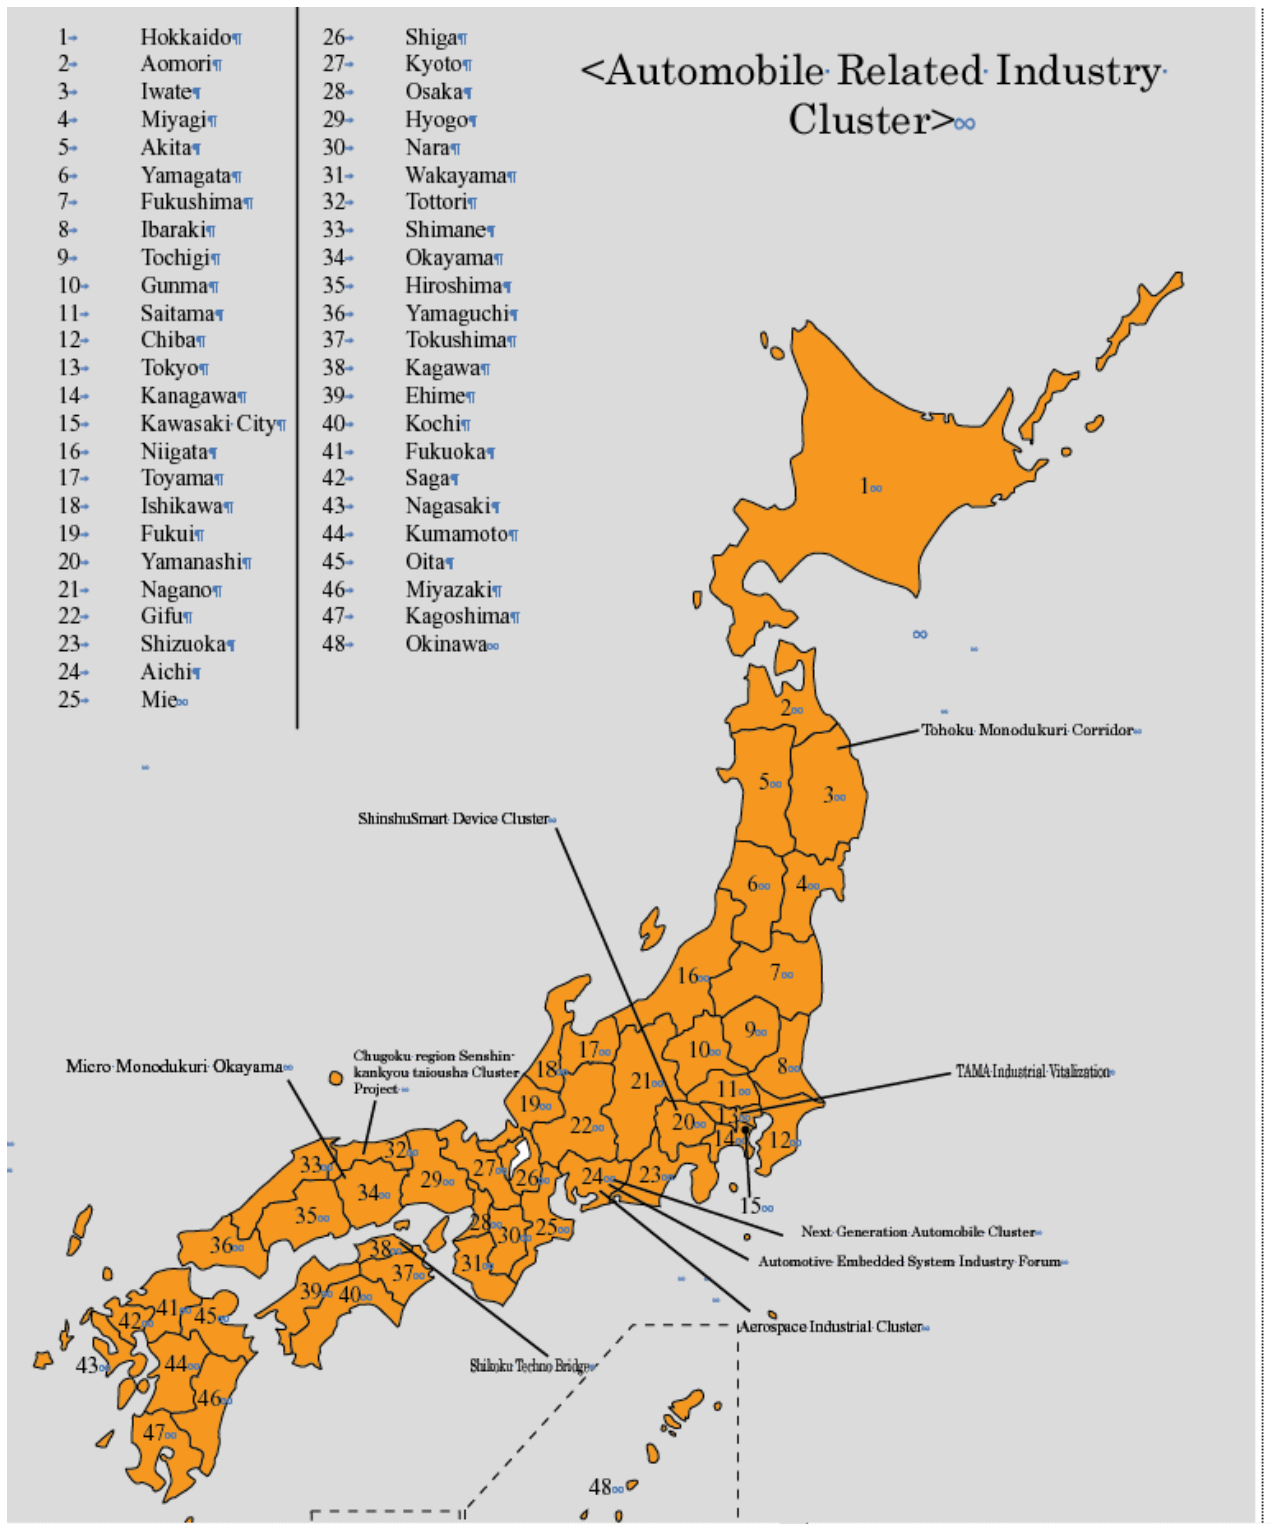 1 Hokkaido
2 Aomori
3 Iwate
4 Miyagi
5 Akita
6 Yamagata
7 Fukushima
8 Ibaraki
9 Tochigi
10 Gunma
11 Saitama
12 Chiba
13 Tokyo
14 Kanagawa
15 Kawasaki City
16 Niigata
17 Toyama
18 Ishikawa
19 Fukui
20 Yamanashi
21 Nagano
22 Gifu
23 Shizuoka
24 Aichi
25 Mie
26 Shiga
27 Kyoto
28 Osaka
29 Hyogo
30 Nara
31 Wakayama
32 Tottori
33 Shimane
34 Okayama
35 Hiroshima
36 Yamaguchi
37 Tokushima
38 Kagawa
39 Ehime
40 Kochi
41 Fukuoka
42 Saga
43 Nagasaki
44 Kumamoto
45 Oita
46 Miyazaki
47 Kagoshima
48 Okinawa
<Automobile Related Industry
Cluster>
1
2
Tohoku Monodukuri Corridor
5
3
ShinshuSmart Device Cluster
6
4
16
7
9
17
10
18
8
21
Micro Monodukuri Okayama
Chugoku region Senshin-
kankyou taiousha Cluster
Project
TAMA Industrial Vitalization
11
19
13
20
22
14
12
32
33
27
26
24
23
29
34
15
35
28
30
25
36
38
31
37
Next Generation Automobile Cluster
Automotive Embedded System Industry Forum
39
40
41
42
45
Aerospace Industrial Cluster
43
44
Shikoku Techno Bridge
46
47
48